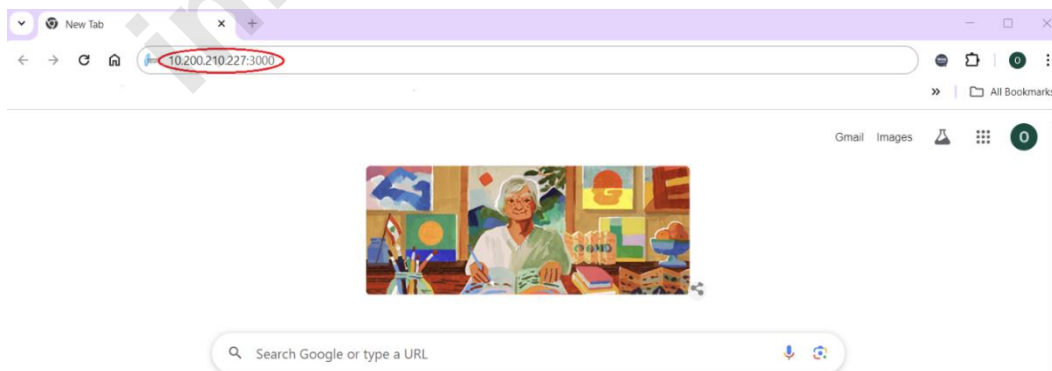 New Tab
10.200.210.227:3000
All Bookmarks
Gmail Images
Search Google or type a URL